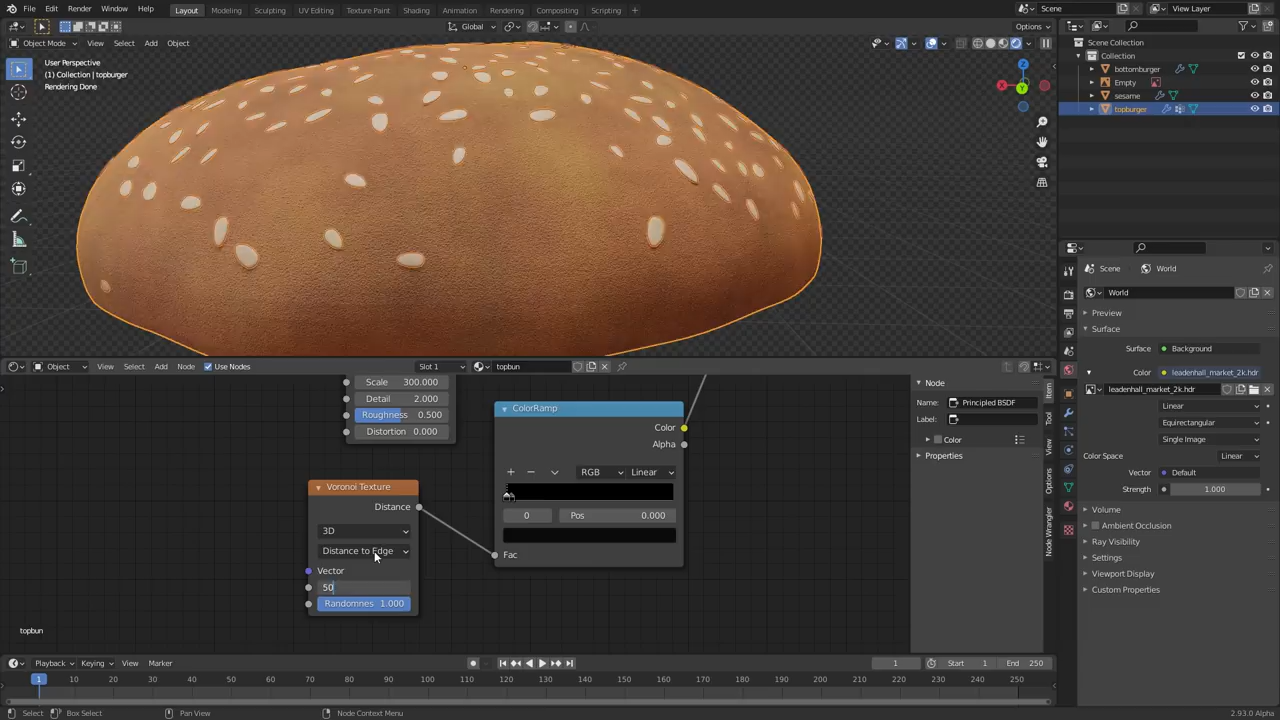 File Edit Render Window Help Layout Modeling Sculpting UV Editing Texture Paint Shading Animation Rendering Compositing Scripting + Scene View Layer
Global Options
Object Mode View Select Add Object
User Perspective
(1) Collection | topburger
Rendering Done
Scene Collection
Collection
bottomburger
Empty
sesame
topburger
Scene World
World
Preview
Surface
Surface Background
Color leadenhall_market_2k.hdr
leadenhall_market_2k.hdr
Linear
Equirectangular
Single Image
Color Space Linear
Vector Default
Strength 1.000
Volume
Ambient Occlusion
Ray Visibility
Settings
Viewport Display
Custom Properties
Object View Select Add Node Use Nodes Slot 1 topbun
Scale 300.000
Detail 2.000
Roughness 0.500
Distortion 0.000
ColorRamp
Color
Alpha
RGB Linear
0 Pos 0.000
Fac
Voronoi Texture
Distance
3D
Distance to Edge
Vector
50
Randomnes 1.000
Node
Name: Principled BSDF
Label:
Color
Properties
Item
Tool
View
Options
Node Wrangler
topbun
Playback Keying View Marker 1 Start 1 End 250
1 10 20 30 40 50 60 70 80 90 100 110 120 130 140 150 160 170 180 190 200 210 220 230 240 250
Select Box Select Pan View Node Context Menu 2.93.0 Alpha